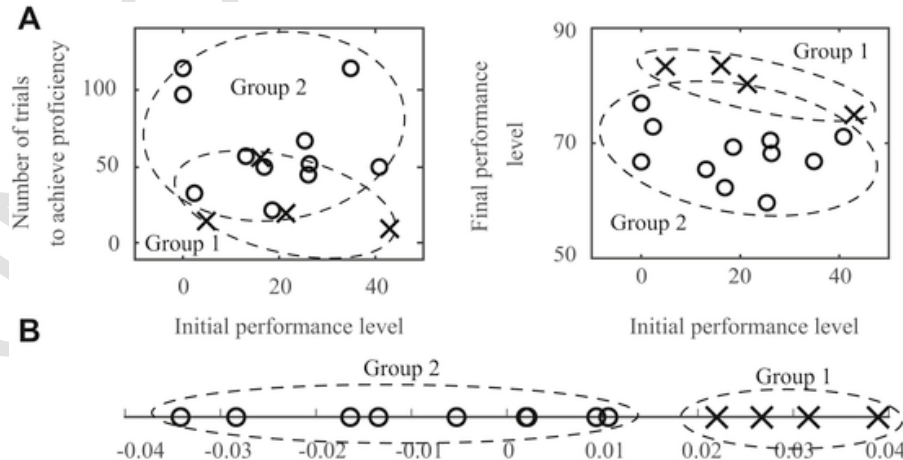 A
Number of trials
to achieve proficiency
100
50
0
Group 2
Group 1
0
20
40
Initial performance level
Final performance
level
90
70
50
Group 1
Group 2
0
20
40
Initial performance level
B
Group 2
Group 1
-0.04
-0.03
-0.02
-0.01
0
0.01
0.02
0.03
0.04